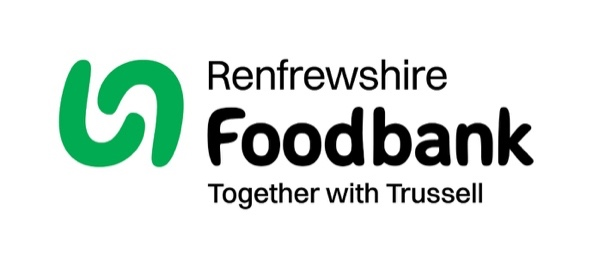 Renfrewshire
Foodbank
Together with Trussell